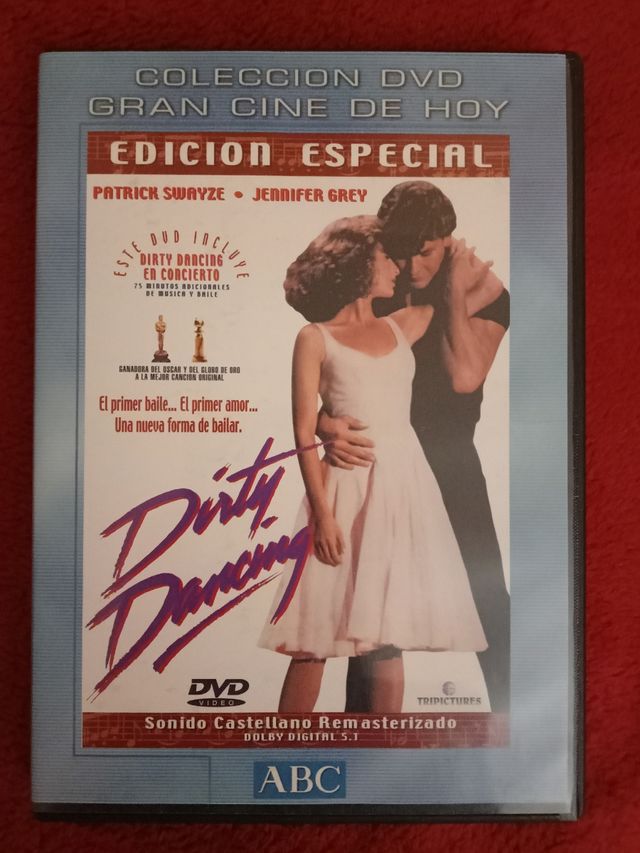 COLECCION DVD
GRAN CINE DE HOY
EDICION ESPECIAL
PATRICK SWAYZE • JENNIFER GREY
ESTE DVD INCLUYE
DIRTY DANCING
EN CONCIERTO
75 MINUTOS ADICIONALES
DE MUSICA Y BAILE
GANADORA DEL OSCAR Y DEL GLOBO DE ORO
A LA MEJOR CANCION ORIGINAL
El primer baile... El primer amor...
Una nueva forma de bailar.
Dirty
Dancing
DVD
VIDEO
TRIPICTURES
Sonido Castellano Remasterizado
DOLBY DIGITAL 5.1
ABC